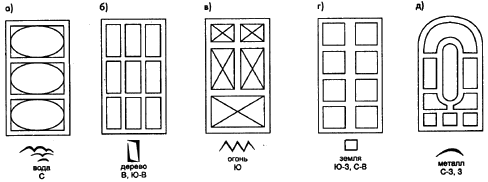 а) б) в) г) д)
вода дерево огонь земля металл
С В, Ю-В Ю Ю-З, С-В С-З, З